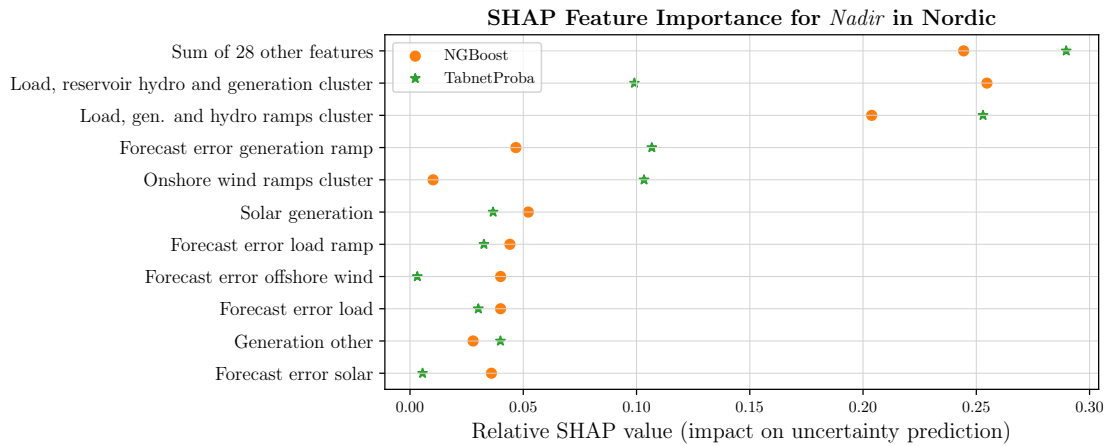 SHAP Feature Importance for Nadir in Nordic
NGBoost
TabnetProba
Sum of 28 other features
Load, reservoir hydro and generation cluster
Load, gen. and hydro ramps cluster
Forecast error generation ramp
Onshore wind ramps cluster
Solar generation
Forecast error load ramp
Forecast error offshore wind
Forecast error load
Generation other
Forecast error solar
0.00 0.05 0.10 0.15 0.20 0.25 0.30
Relative SHAP value (impact on uncertainty prediction)